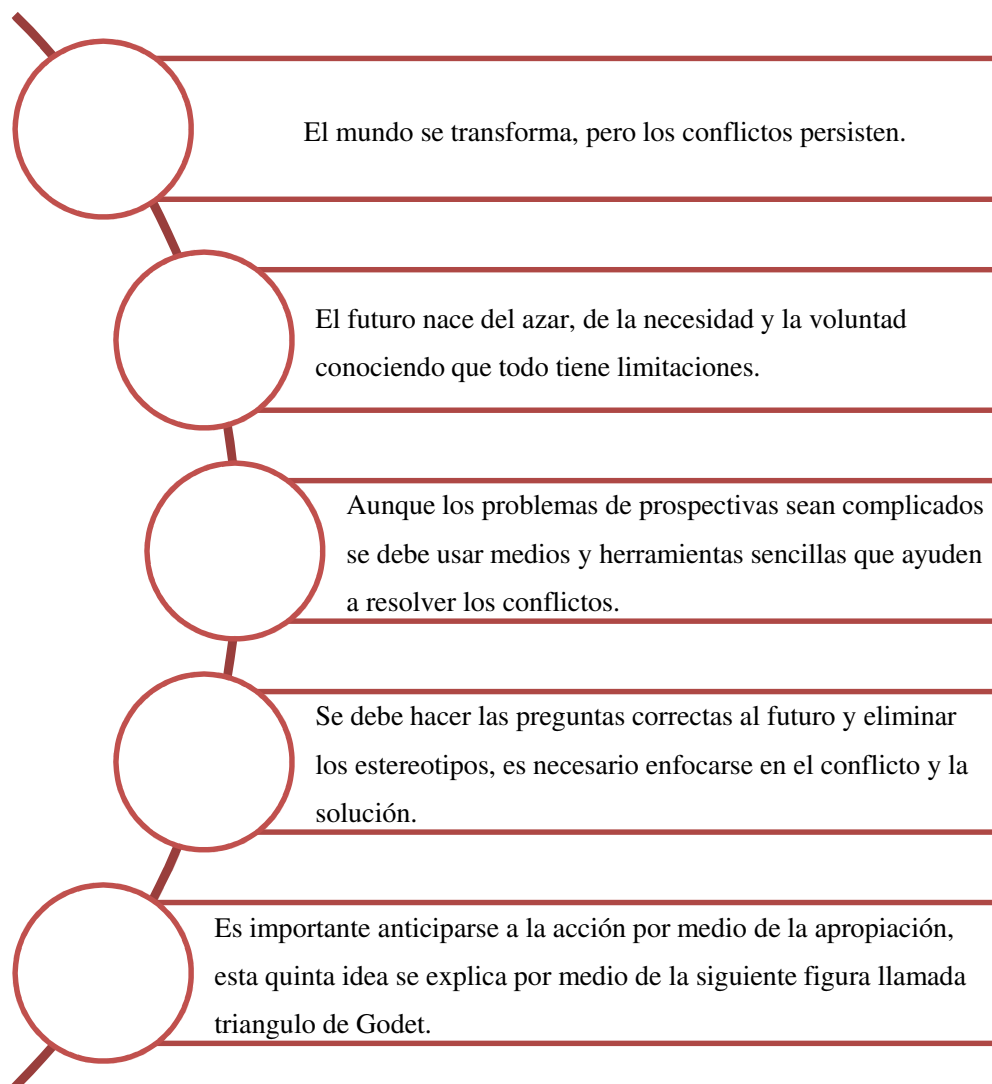 El mundo se transforma, pero los conflictos persisten.
El futuro nace del azar, de la necesidad y la voluntad
conociendo que todo tiene limitaciones.
Aunque los problemas de prospectivas sean complicados
se debe usar medios y herramientas sencillas que ayuden
a resolver los conflictos.
Se debe hacer las preguntas correctas al futuro y eliminar
los estereotipos, es necesario enfocarse en el conflicto y la
solución.
Es importante anticiparse a la acción por medio de la apropiación,
esta quinta idea se explica por medio de la siguiente figura llamada
triangulo de Godet.